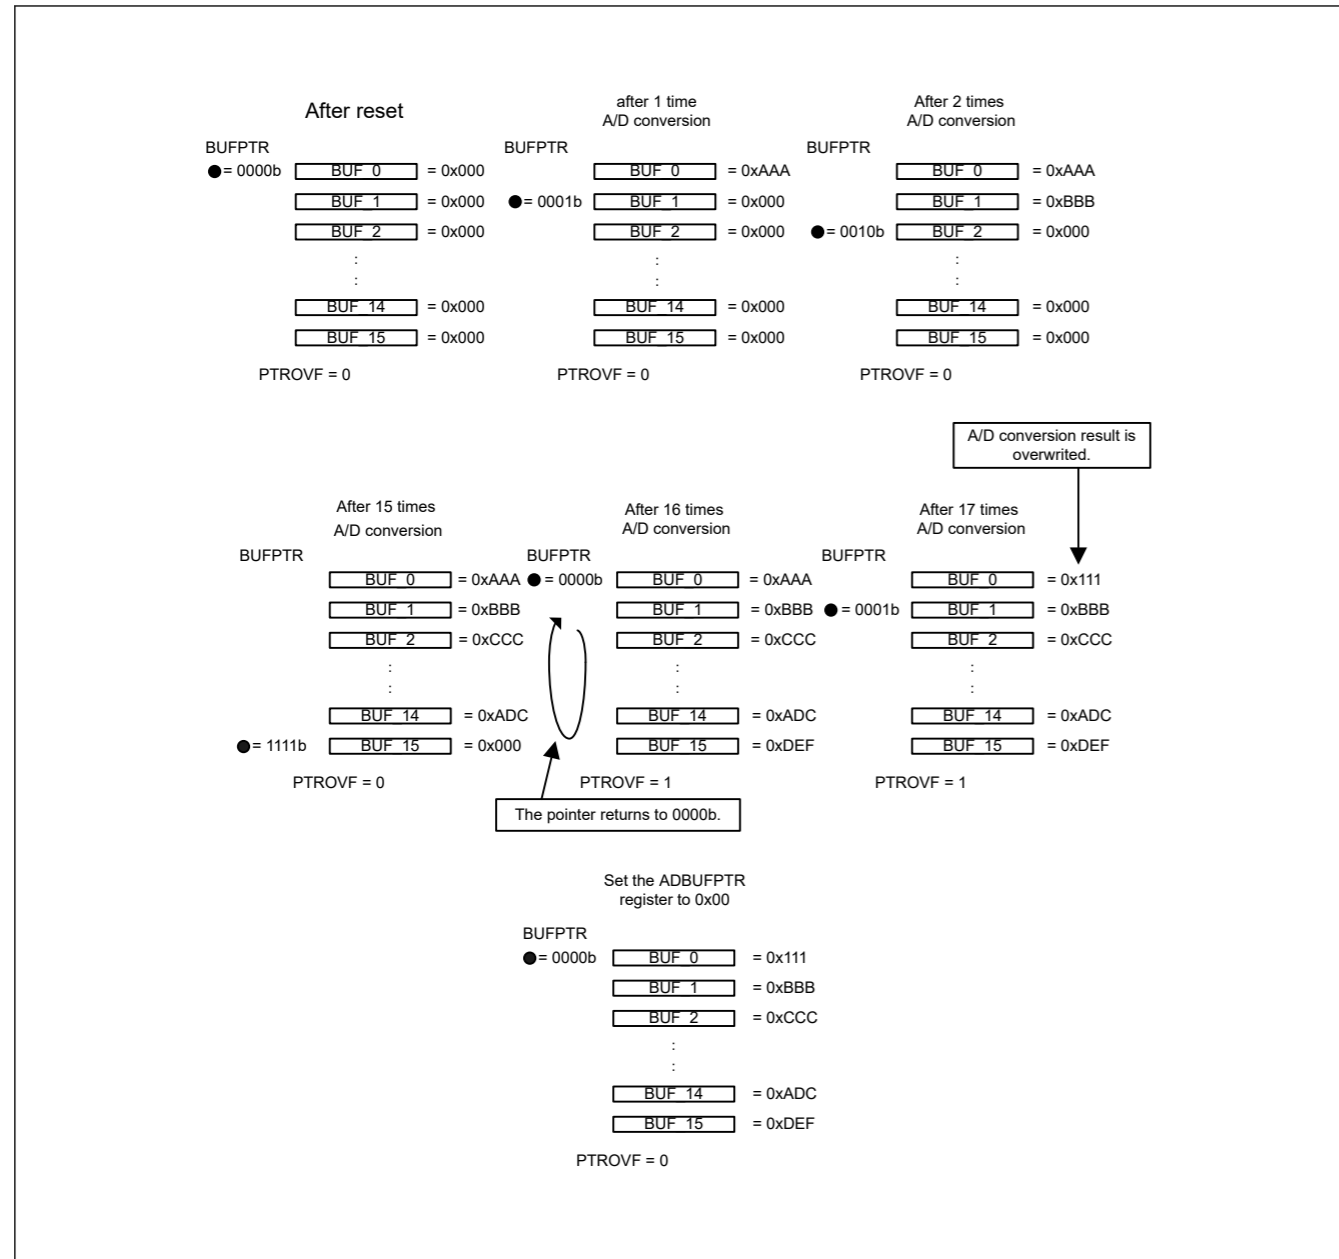 After reset
BUFPTR
= 0000b BUF_0 = 0x000
BUF_1 = 0x000
BUF_2 = 0x000
:
:
BUF_14 = 0x000
BUF_15 = 0x000
PTROVF = 0
after 1 time
A/D conversion
BUFPTR
BUF_0 = 0xAAA
= 0001b BUF_1 = 0x000
BUF_2 = 0x000
:
:
BUF_14 = 0x000
BUF_15 = 0x000
PTROVF = 0
After 2 times
A/D conversion
BUFPTR
BUF_0 = 0xAAA
BUF_1 = 0xBBB
= 0010b BUF_2 = 0x000
:
:
BUF_14 = 0x000
BUF_15 = 0x000
PTROVF = 0
After 15 times
A/D conversion
BUFPTR
BUF_0 = 0xAAA
BUF_1 = 0xBBB
BUF_2 = 0xCCC
:
:
BUF_14 = 0xADC
= 1111b BUF_15 = 0x000
PTROVF = 0
After 16 times
A/D conversion
BUFPTR
= 0000b BUF_0 = 0xAAA
BUF_1 = 0xBBB
BUF_2 = 0xCCC
:
:
BUF_14 = 0xADC
BUF_15 = 0xDEF
PTROVF = 1
The pointer returns to 0000b.
A/D conversion result is
overwrited.
After 17 times
A/D conversion
BUFPTR
BUF_0 = 0x111
= 0001b BUF_1 = 0xBBB
BUF_2 = 0xCCC
:
:
BUF_14 = 0xADC
BUF_15 = 0xDEF
PTROVF = 1
Set the ADBUFPTR
register to 0x00
BUFPTR
= 0000b BUF_0 = 0x111
BUF_1 = 0xBBB
BUF_2 = 0xCCC
:
:
BUF_14 = 0xADC
BUF_15 = 0xDEF
PTROVF = 0